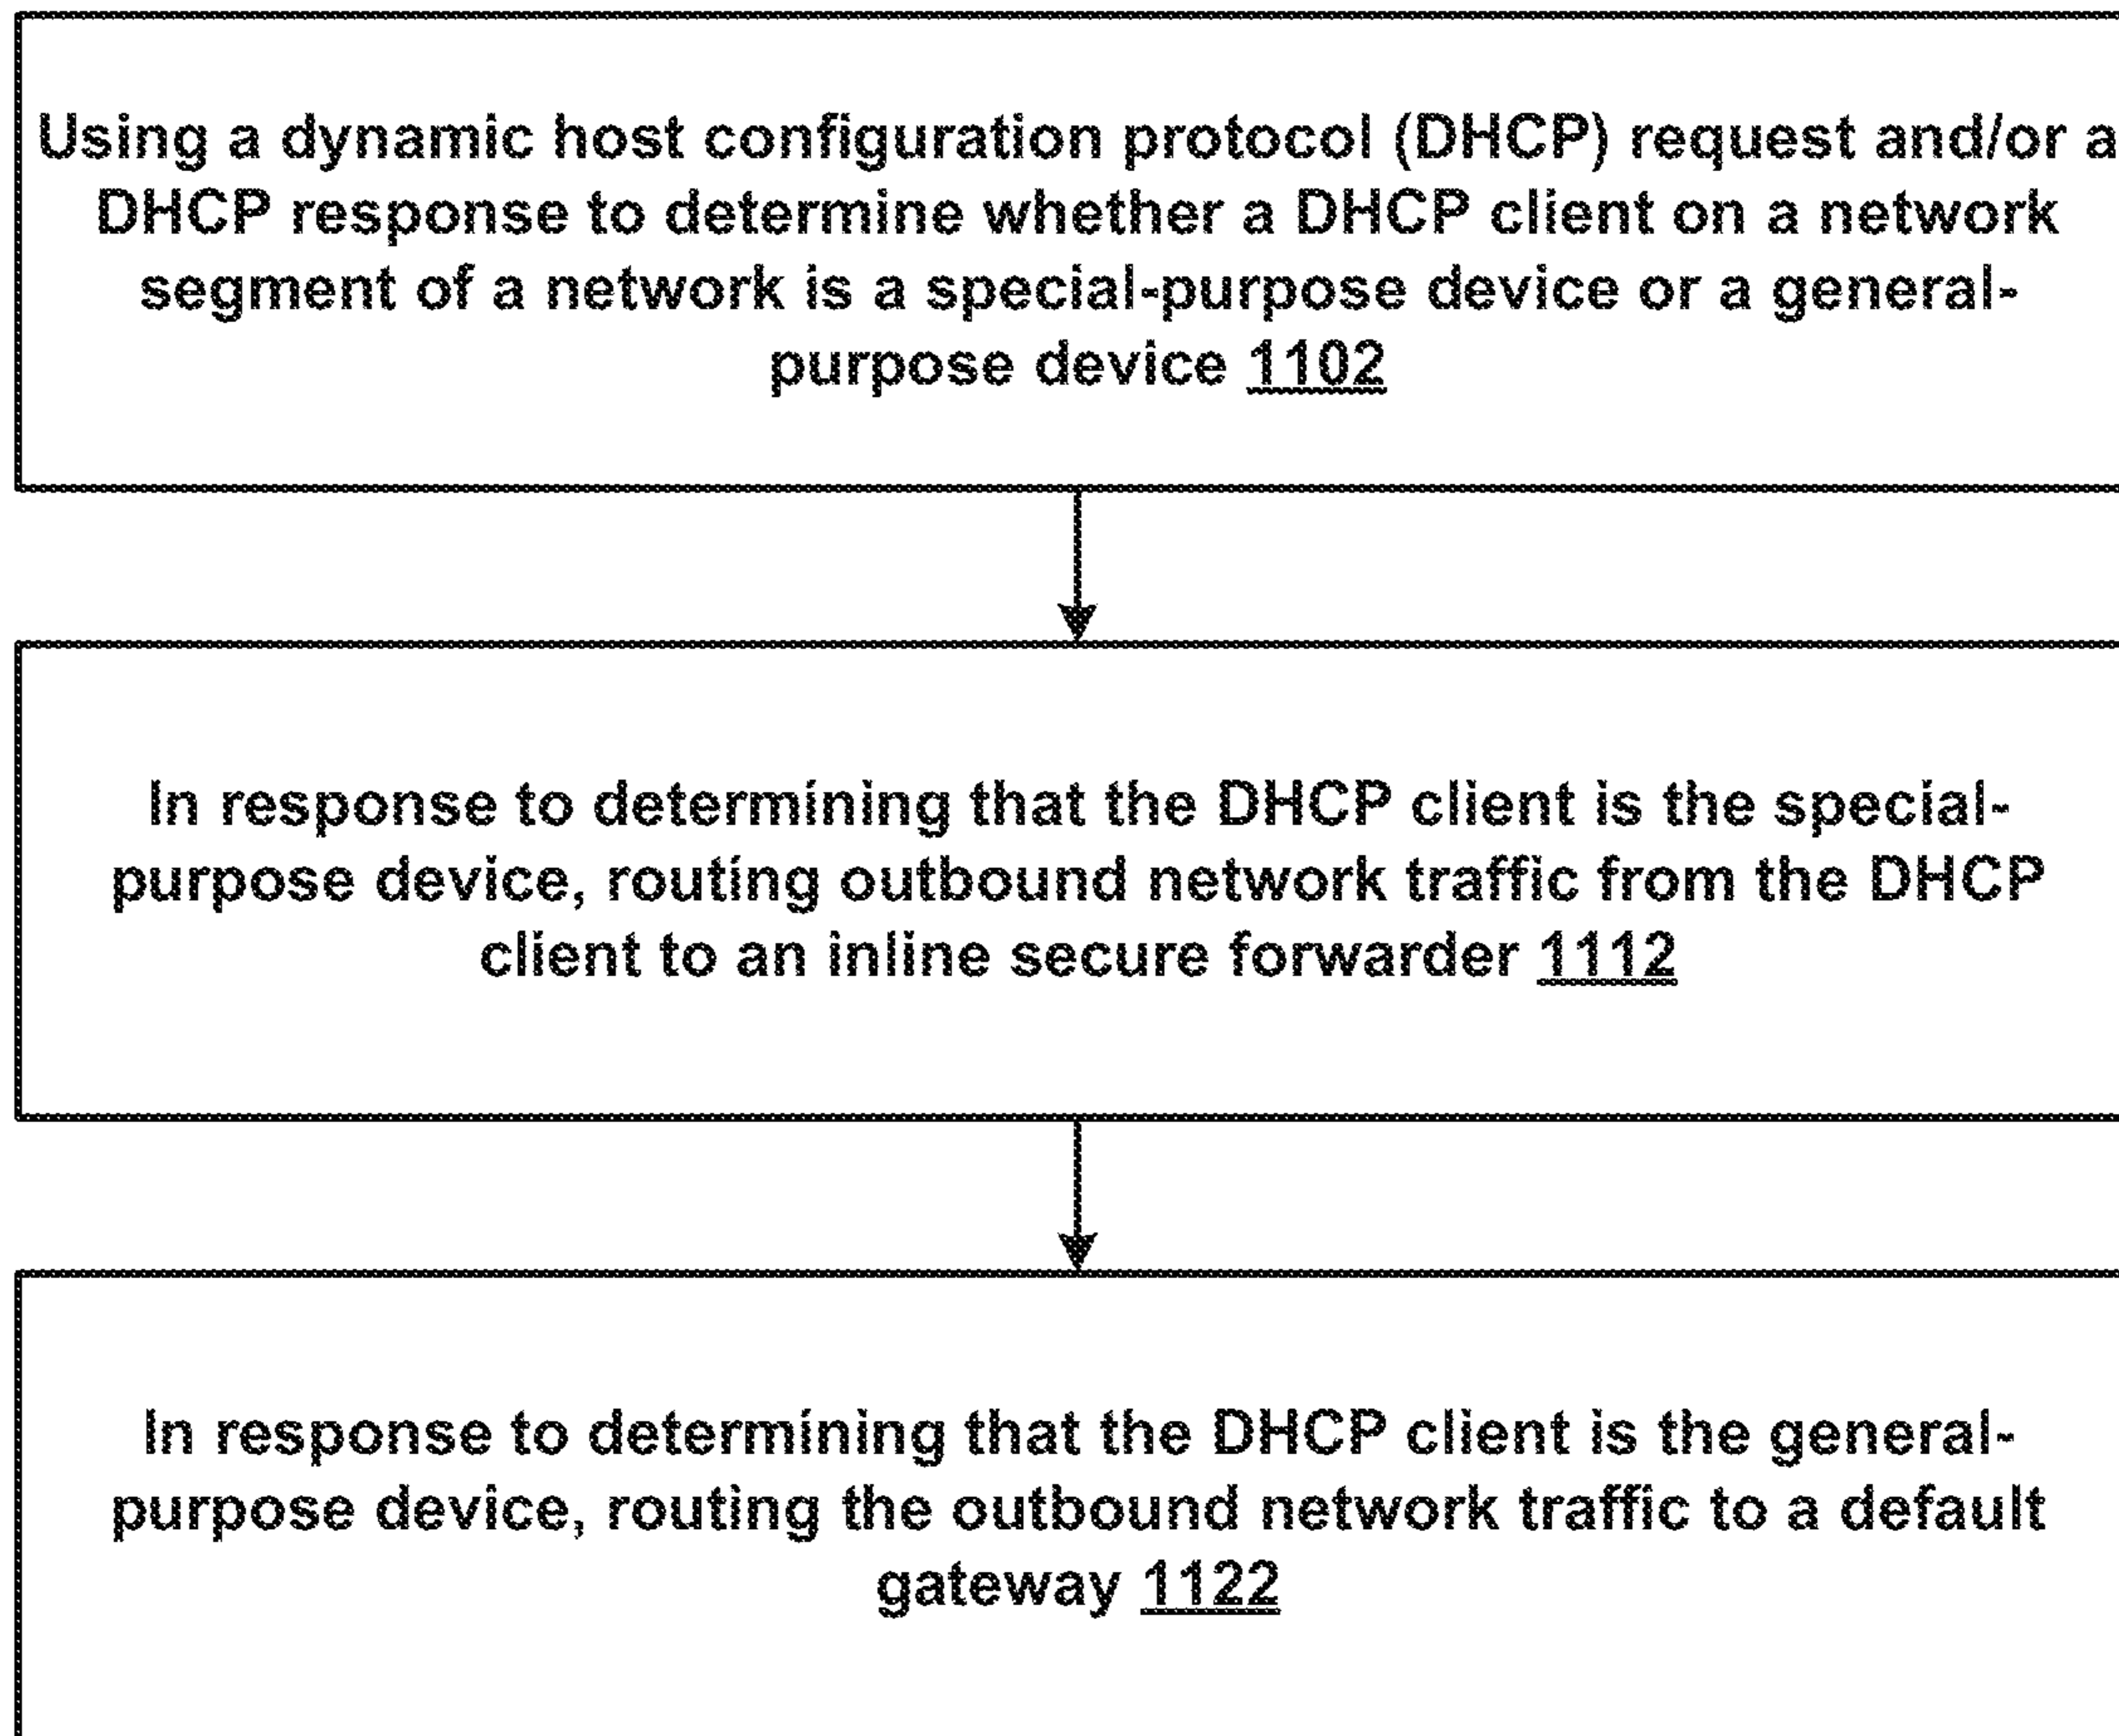 Using a dynamic host configuration protocol (DHCP) request and/or a
DHCP response to determine whether a DHCP client on a network
segment of a network is a special-purpose device or a general-
purpose device 1102
In response to determining that the DHCP client is the special-
purpose device, routing outbound network traffic from the DHCP
client to an inline secure forwarder 1112
In response to determining that the DHCP client is the general-
purpose device, routing the outbound network traffic to a default
gateway 1122